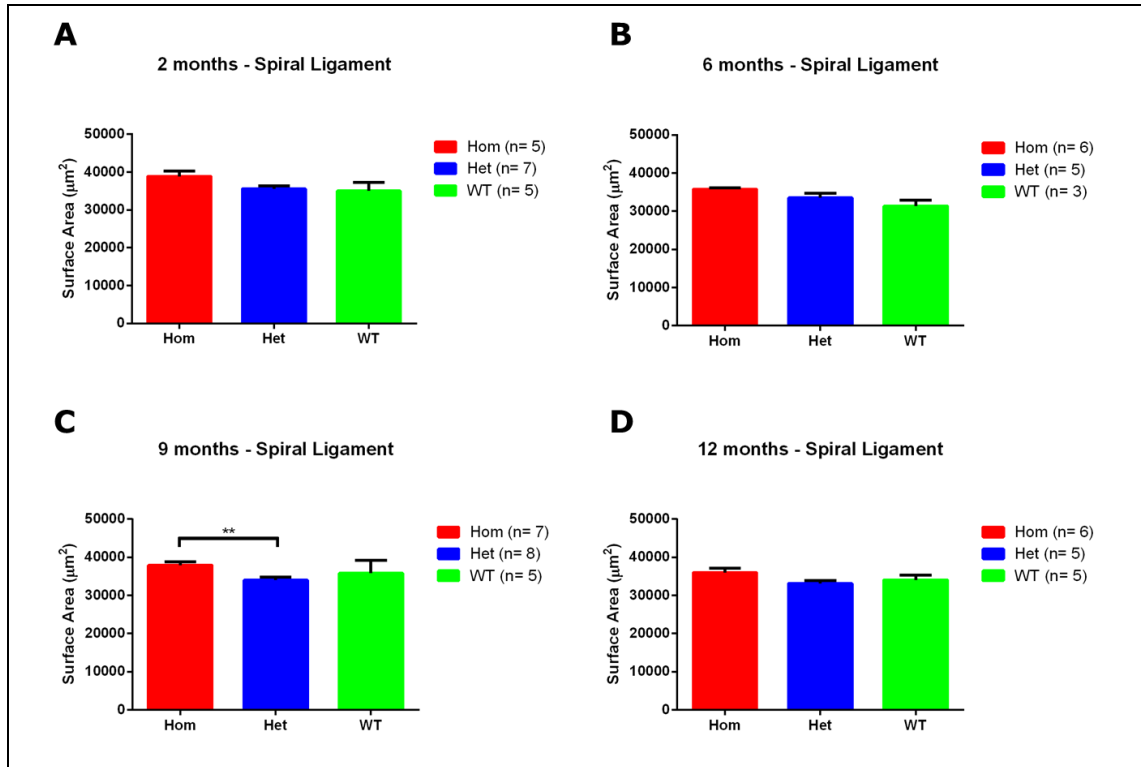 A
2 months - Spiral Ligament
Surface Area (µm²)
50000
40000
30000
20000
10000
0
Hom
Het
WT
Hom (n= 5)
Het (n= 7)
WT (n= 5)
B
6 months - Spiral Ligament
Surface Area (µm²)
50000
40000
30000
20000
10000
0
Hom
Het
WT
Hom (n= 6)
Het (n= 5)
WT (n= 3)
C
9 months - Spiral Ligament
Surface Area (µm²)
50000
40000
30000
20000
10000
0
**
Hom
Het
WT
Hom (n= 7)
Het (n= 8)
WT (n= 5)
D
12 months - Spiral Ligament
Surface Area (µm²)
50000
40000
30000
20000
10000
0
Hom
Het
WT
Hom (n= 6)
Het (n= 5)
WT (n= 5)